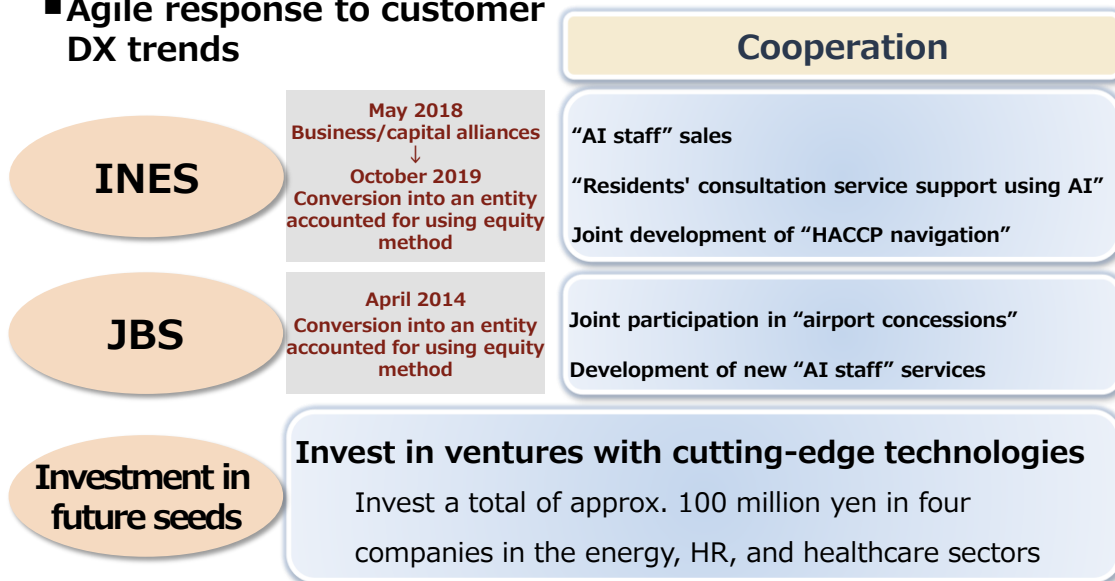 ■Agile response to customer
DX trends
Cooperation
INES
May 2018
Business/capital alliances
↓
October 2019
Conversion into an entity
accounted for using equity
method
“AI staff” sales
“Residents' consultation service support using AI”
Joint development of “HACCP navigation”
JBS
April 2014
Conversion into an entity
accounted for using equity
method
Joint participation in “airport concessions”
Development of new “AI staff” services
Investment in
future seeds
Invest in ventures with cutting-edge technologies
Invest a total of approx. 100 million yen in four
companies in the energy, HR, and healthcare sectors